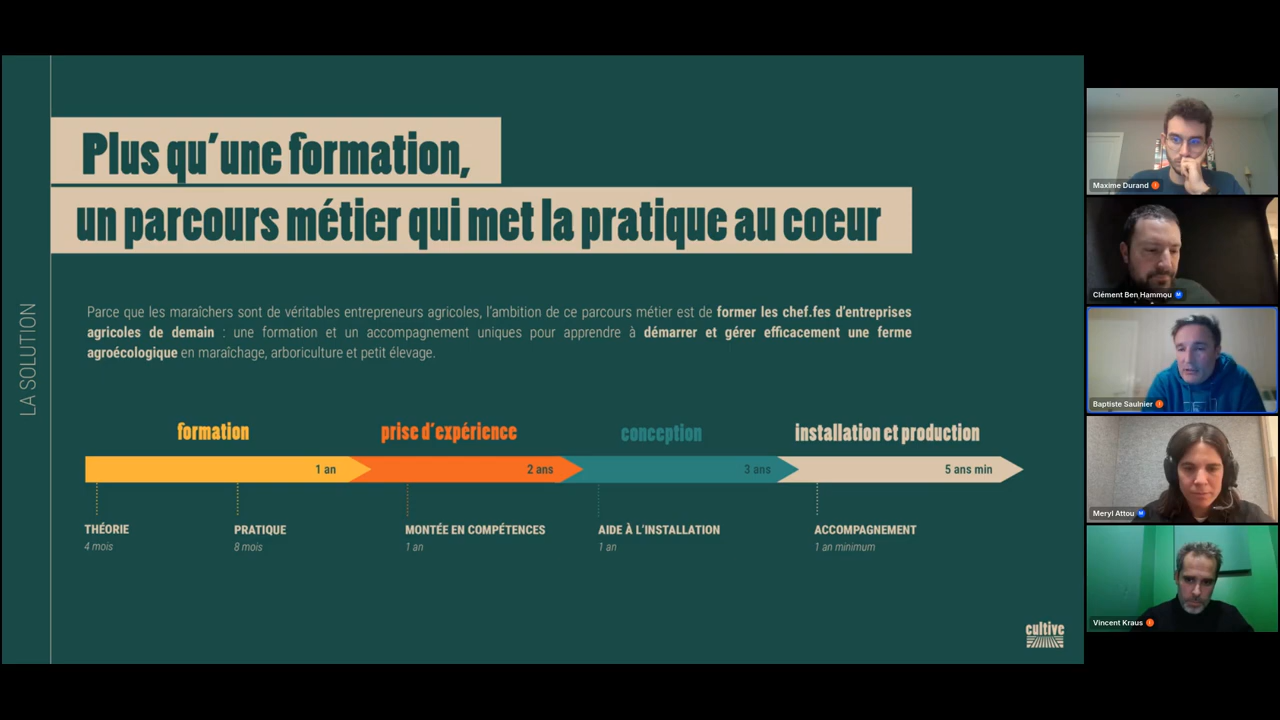 LA SOLUTION
Plus qu'une formation,
un parcours métier qui met la pratique au coeur
Parce que les maraîchers sont de véritables entrepreneurs agricoles, l'ambition de ce parcours métier est de former les chef.fes d'entreprises
agricoles de demain : une formation et un accompagnement uniques pour apprendre à démarrer et gérer efficacement une ferme
agroécologique en maraîchage, arboriculture et petit élevage.
formation
prise d'expérience
conception
installation et production
1 an
2 ans
3 ans
5 ans min
THÉORIE
4 mois
PRATIQUE
8 mois
MONTÉE EN COMPÉTENCES
1 an
AIDE À L'INSTALLATION
1 an
ACCOMPAGNEMENT
1 an minimum
cultive
Maxime Durand
Clément Ben Hammou
Baptiste Saulnier
Meryl Attou
Vincent Kraus